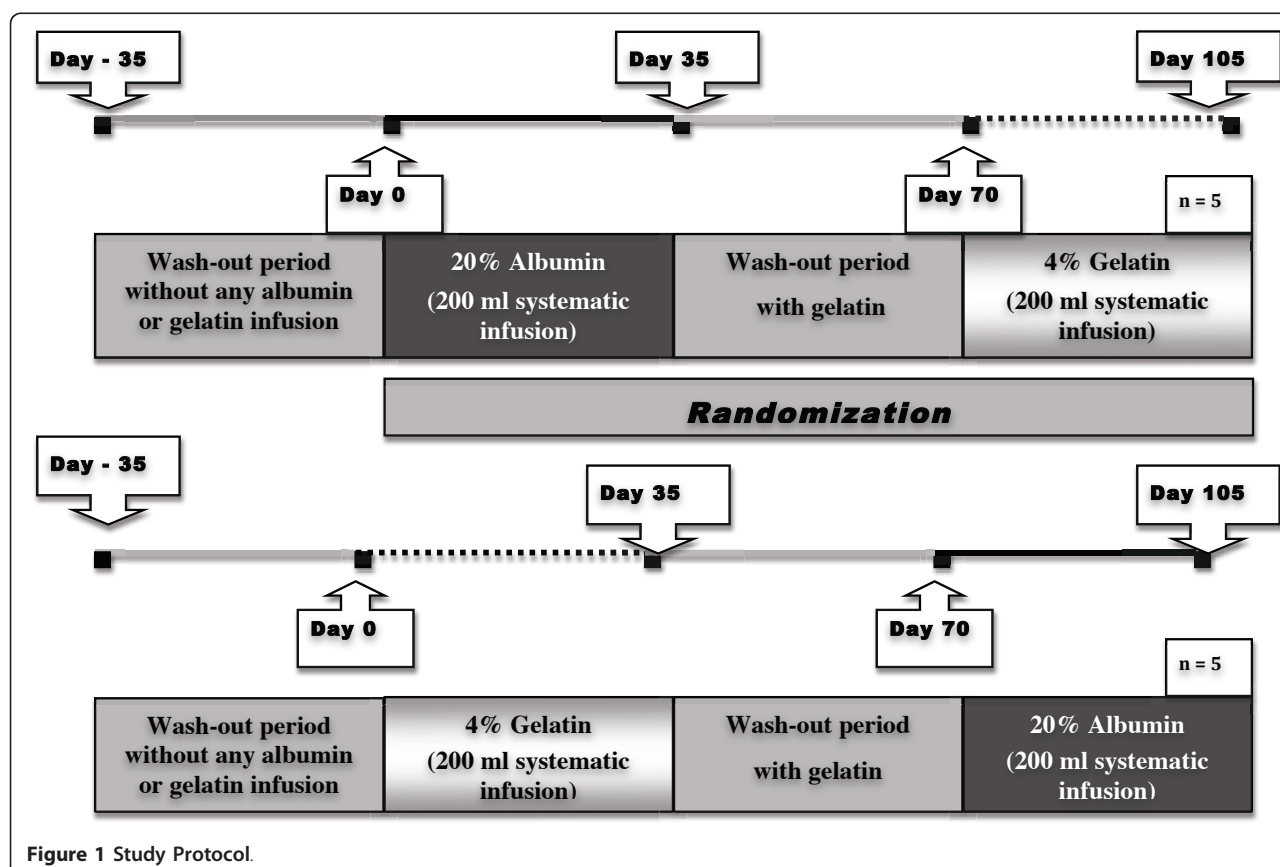 Day - 35
Day 35
Day 105
Day 0
Day 70
n = 5
Wash-out period
without any albumin
or gelatin infusion
20% Albumin
(200 ml systematic
infusion)
Wash-out period
with gelatin
4% Gelatin
(200 ml systematic
infusion)
Randomization
Day - 35
Day 35
Day 105
Day 0
Day 70
n = 5
Wash-out period
without any albumin
or gelatin infusion
4% Gelatin
(200 ml systematic
infusion)
Wash-out period
with gelatin
20% Albumin
(200 ml systematic
infusion)
Figure 1 Study Protocol.